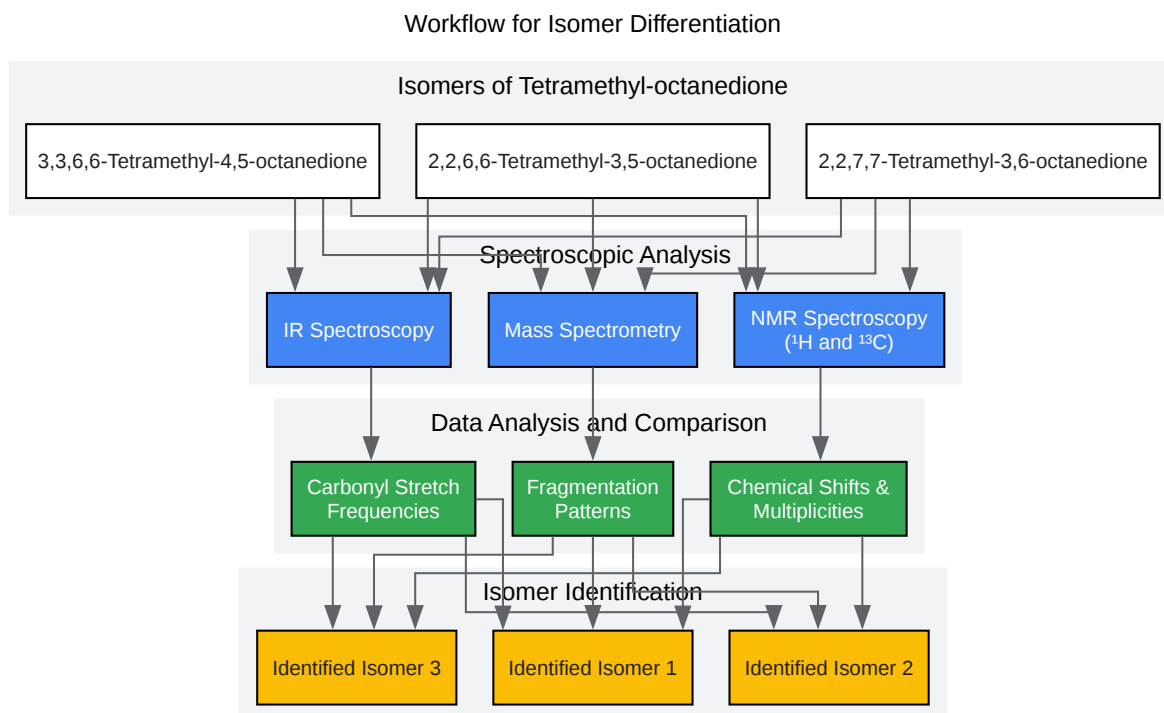 Workflow for Isomer Differentiation
Isomers of Tetramethyl-octanedione
3,3,6,6-Tetramethyl-4,5-octanedione
2,2,6,6-Tetramethyl-3,5-octanedione
2,2,7,7-Tetramethyl-3,6-octanedione
Spectroscopic Analysis
IR Spectroscopy
Mass Spectrometry
NMR Spectroscopy
(¹H and ¹³C)
Data Analysis and Comparison
Carbonyl Stretch
Frequencies
Fragmentation
Patterns
Chemical Shifts &
Multiplicities
Isomer Identification
Identified Isomer 3
Identified Isomer 1
Identified Isomer 2